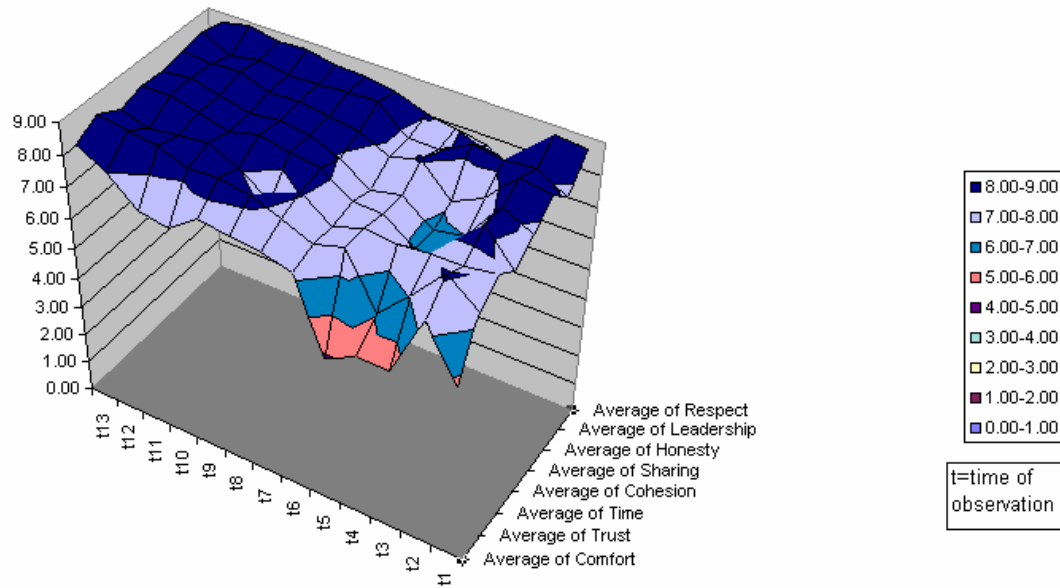 9.00
8.00
7.00
6.00
5.00
4.00
3.00
2.00
1.00
0.00
t13
t12
t11
t10
t9
t8
t7
t6
t5
t4
t3
t2
t1
Average of Respect
Average of Leadership
Average of Honesty
Average of Sharing
Average of Cohesion
Average of Time
Average of Trust
Average of Comfort
8.00-9.00
7.00-8.00
6.00-7.00
5.00-6.00
4.00-5.00
3.00-4.00
2.00-3.00
1.00-2.00
0.00-1.00
t=time of
observation